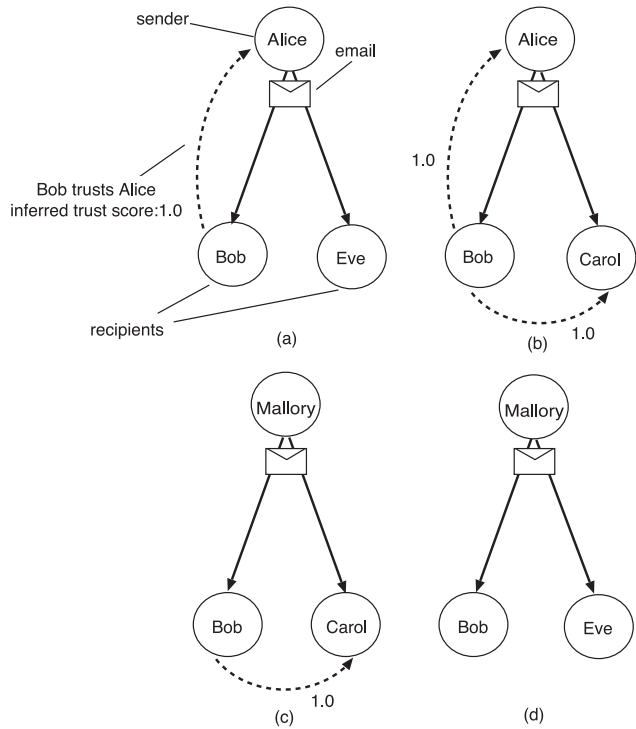 sender
Alice
email
Bob trusts Alice
inferred trust score:1.0
Bob
Eve
recipients
(a)
Alice
1.0
Bob
Carol
1.0
(b)
Mallory
Bob
Carol
1.0
(c)
Mallory
Bob
Eve
(d)